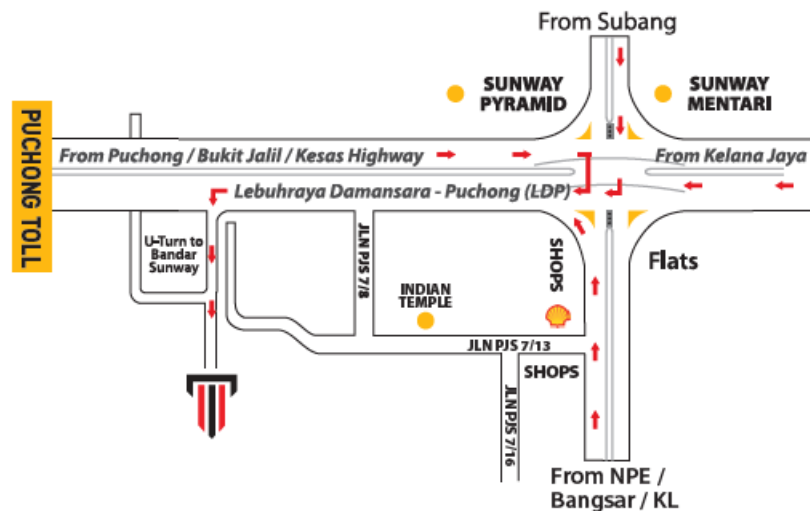 From Subang
SUNWAY
PYRAMID
SUNWAY
MENTARI
PUCHONG TOLL
From Puchong / Bukit Jalil / Kesas Highway
From Kelana Jaya
Lebuhraya Damansara - Puchong (LDP)
U-Turn to
Bandar
Sunway
JLN PJS 7/8
SHOPS
Flats
INDIAN
TEMPLE
JLN PJS 7/13
SHOPS
JLN PJS 7/16
From NPE /
Bangsar / KL